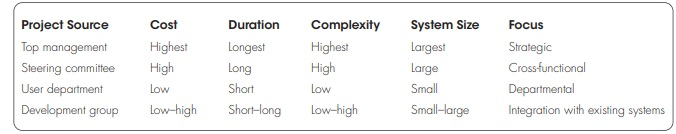 Project Source Cost Duration Complexity System Size Focus
Top management Highest Longest Highest Largest Strategic
Steering committee High Long High Large Cross-functional
User department Low Short Low Small Departmental
Development group Low–high Short–long Low–high Small–large Integration with existing systems